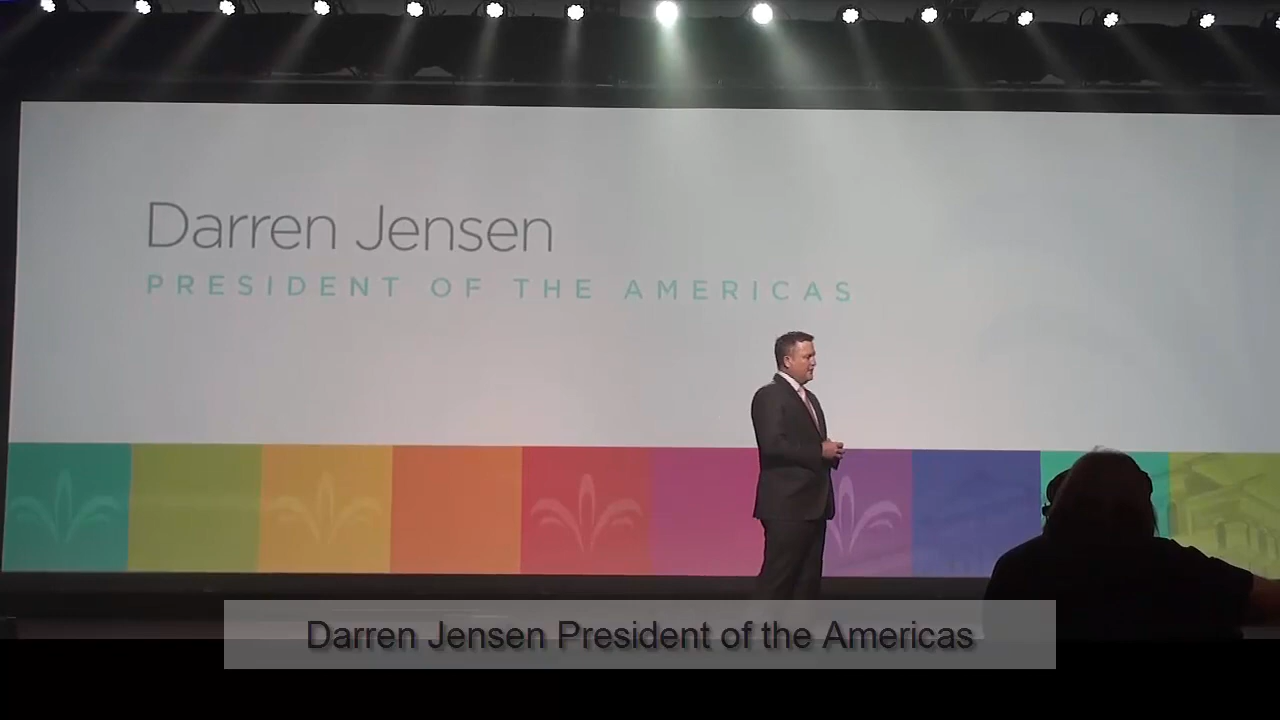 Darren Jensen
PRESIDENT OF THE AMERICAS
Darren Jensen President of the Americas